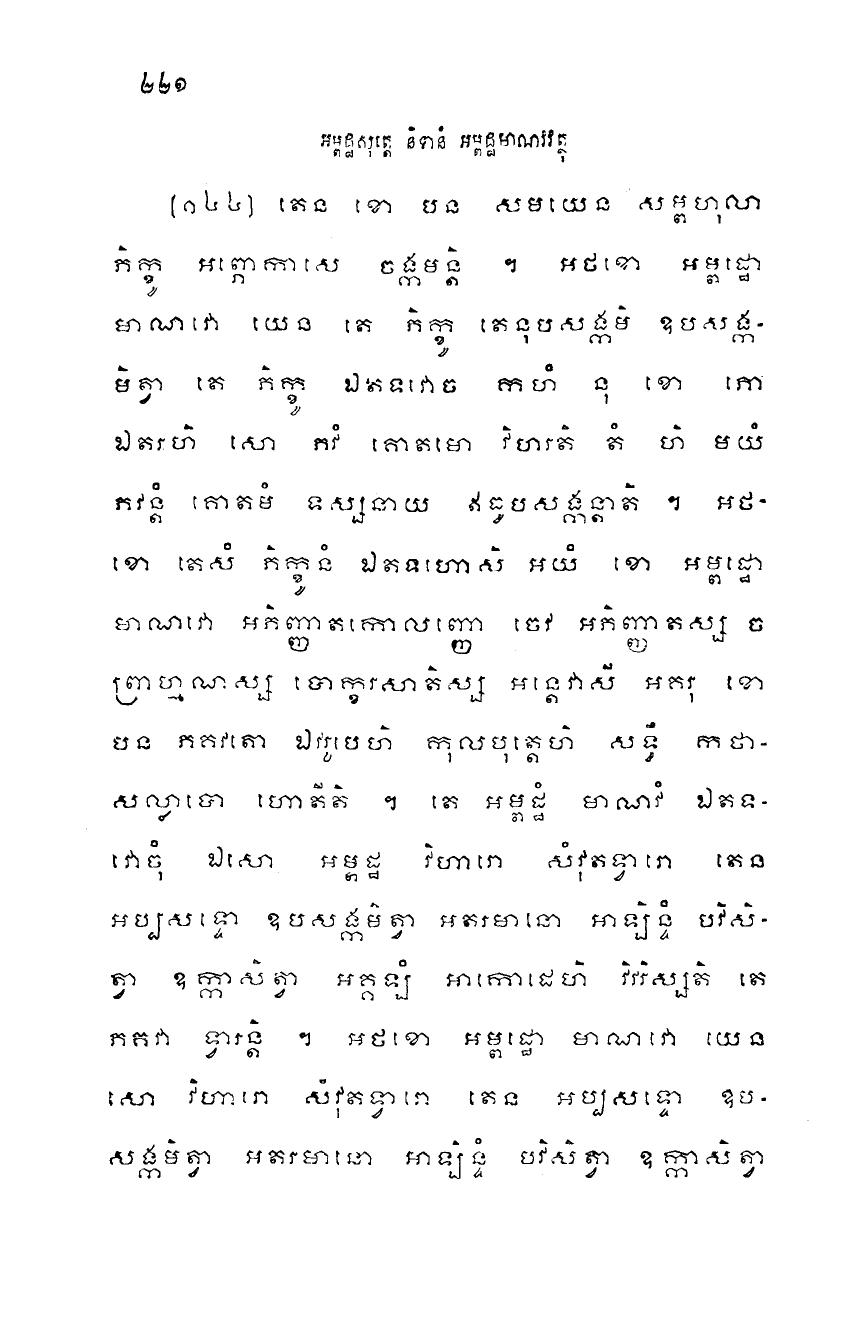 ២២១
អម្ពដ្ឋសុត្តេ និទានំ អម្ពដ្ឋមាណវវត្ថុ
(១៤៤) តេន ខោ បន សមយេន សម្ពហុលា
ភិក្ខូ អព្ភោកាសេ ចង្កមន្តិ ។ អថខោ អម្ពដ្ឋោ
មាណវោ យេន តេ ភិក្ខូ តេនុបសង្កមិ ឧបសង្ក-
មិត្វា តេ ភិក្ខូ ឯតទវោច កហំ នុ ខោ ភោ
ឯតរហិ សោ ភវំ គោតមោ វិហរតិ តំ ហិ មយំ
ភវន្តំ គោតមំ ទស្សនាយ ឥធូបសង្កន្តាតិ ។ អថ-
ខោ តេសំ ភិក្ខូនំ ឯតទហោសិ អយំ ខោ អម្ពដ្ឋោ
មាណវោ អភិញ្ញាតកោលញ្ញោ ចេវ អភិញ្ញាតស្ស ច
ព្រាហ្មណស្ស បោក្ខរសាតិស្ស អន្តេវាសី អគរុ ខោ
បន ភគវតោ ឯវរូបេហិ កុលបុត្តេហិ សទ្ធឹ កថា-
សល្លាបោ ហោតីតិ ។ តេ អម្ពដ្ឋំ មាណវំ ឯតទ-
វោចុំ ឯសោ អម្ពដ្ឋ វិហារោ សំវុតទ្វារោ តេន
អប្បសទ្ទោ ឧបសង្កមិត្វា អតរមានោ អាឡិន្ទំ បវិសិ-
ត្វា ឧក្កាសិត្វា អគ្គឡំ អាកោដេហិ វិវរិស្សតិ តេ
ភគវា ទ្វារន្តិ ។ អថខោ អម្ពដ្ឋោ មាណវោ យេន
សោ វិហារោ សំវុតទ្វារោ តេន អប្បសទ្ទោ ឧប-
សង្កមិត្វា អតរមានោ អាឡិន្ទំ បវិសិត្វា ឧក្កាសិត្វា